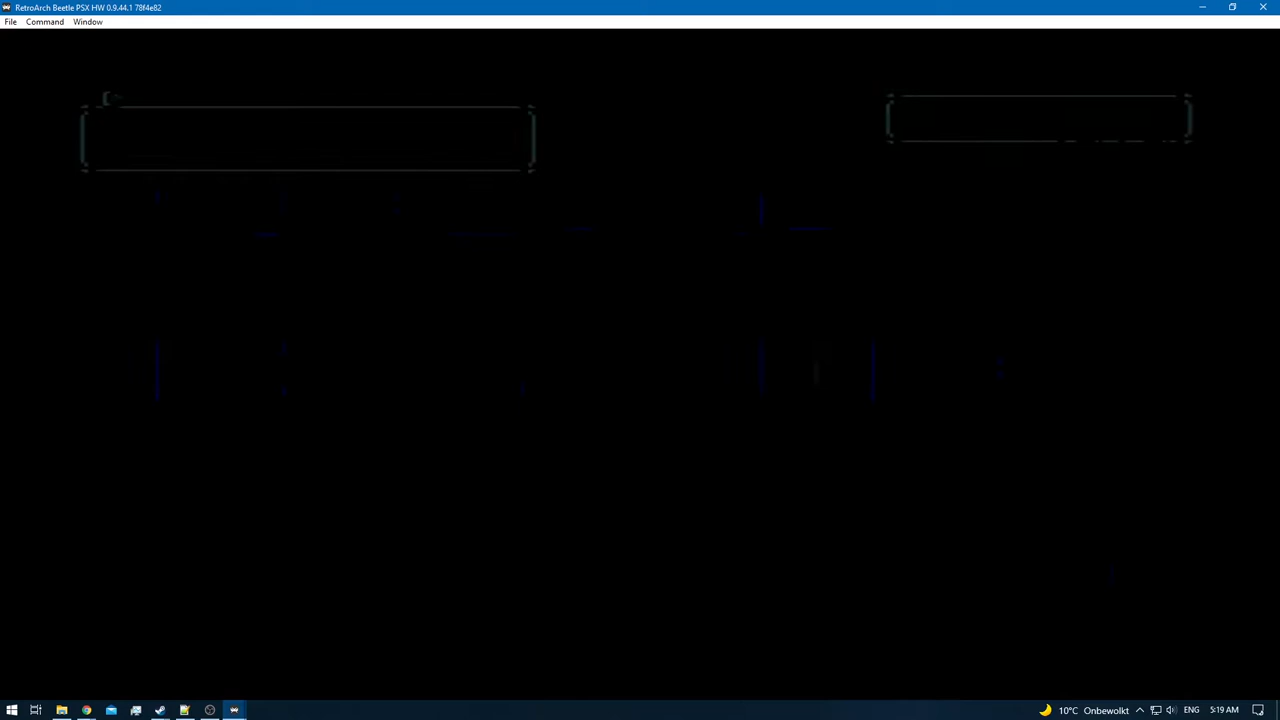 RetroArch Beetle PSX HW 0.9.44.1 78f4e82
File Command Window
10°C Onbewolkt ENG 5:19 AM